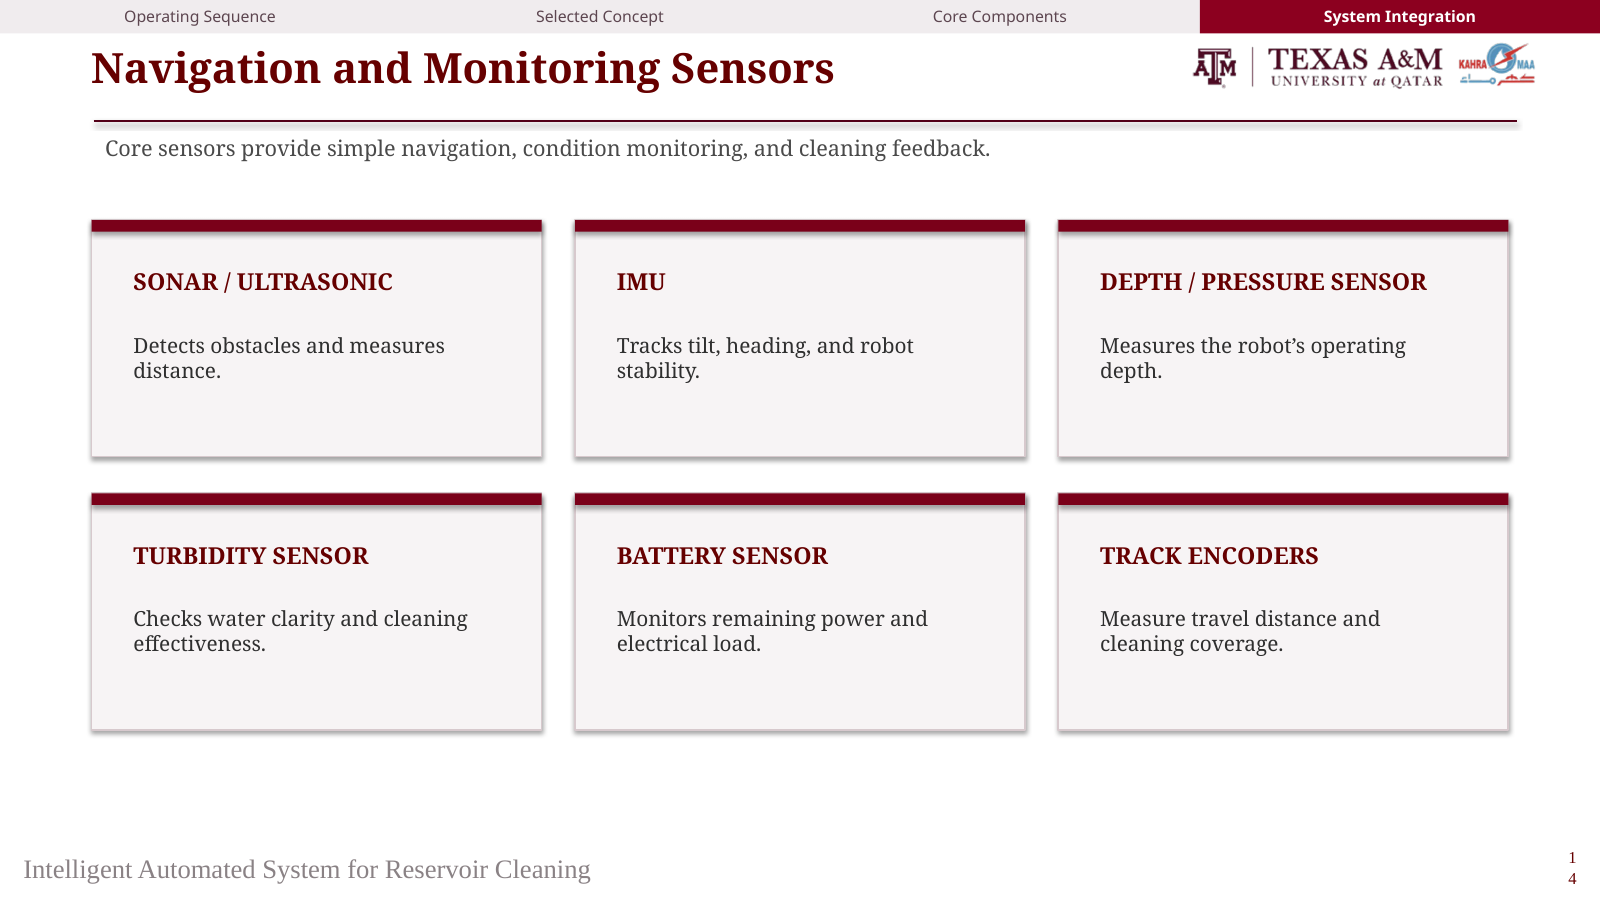 Operating Sequence
Selected Concept
Core Components
System Integration
Navigation and Monitoring Sensors
TEXAS A&M
UNIVERSITY at QATAR
KAHRAMAA
Core sensors provide simple navigation, condition monitoring, and cleaning feedback.
SONAR / ULTRASONIC
Detects obstacles and measures
distance.
IMU
Tracks tilt, heading, and robot
stability.
DEPTH / PRESSURE SENSOR
Measures the robot’s operating
depth.
TURBIDITY SENSOR
Checks water clarity and cleaning
effectiveness.
BATTERY SENSOR
Monitors remaining power and
electrical load.
TRACK ENCODERS
Measure travel distance and
cleaning coverage.
Intelligent Automated System for Reservoir Cleaning
1
4